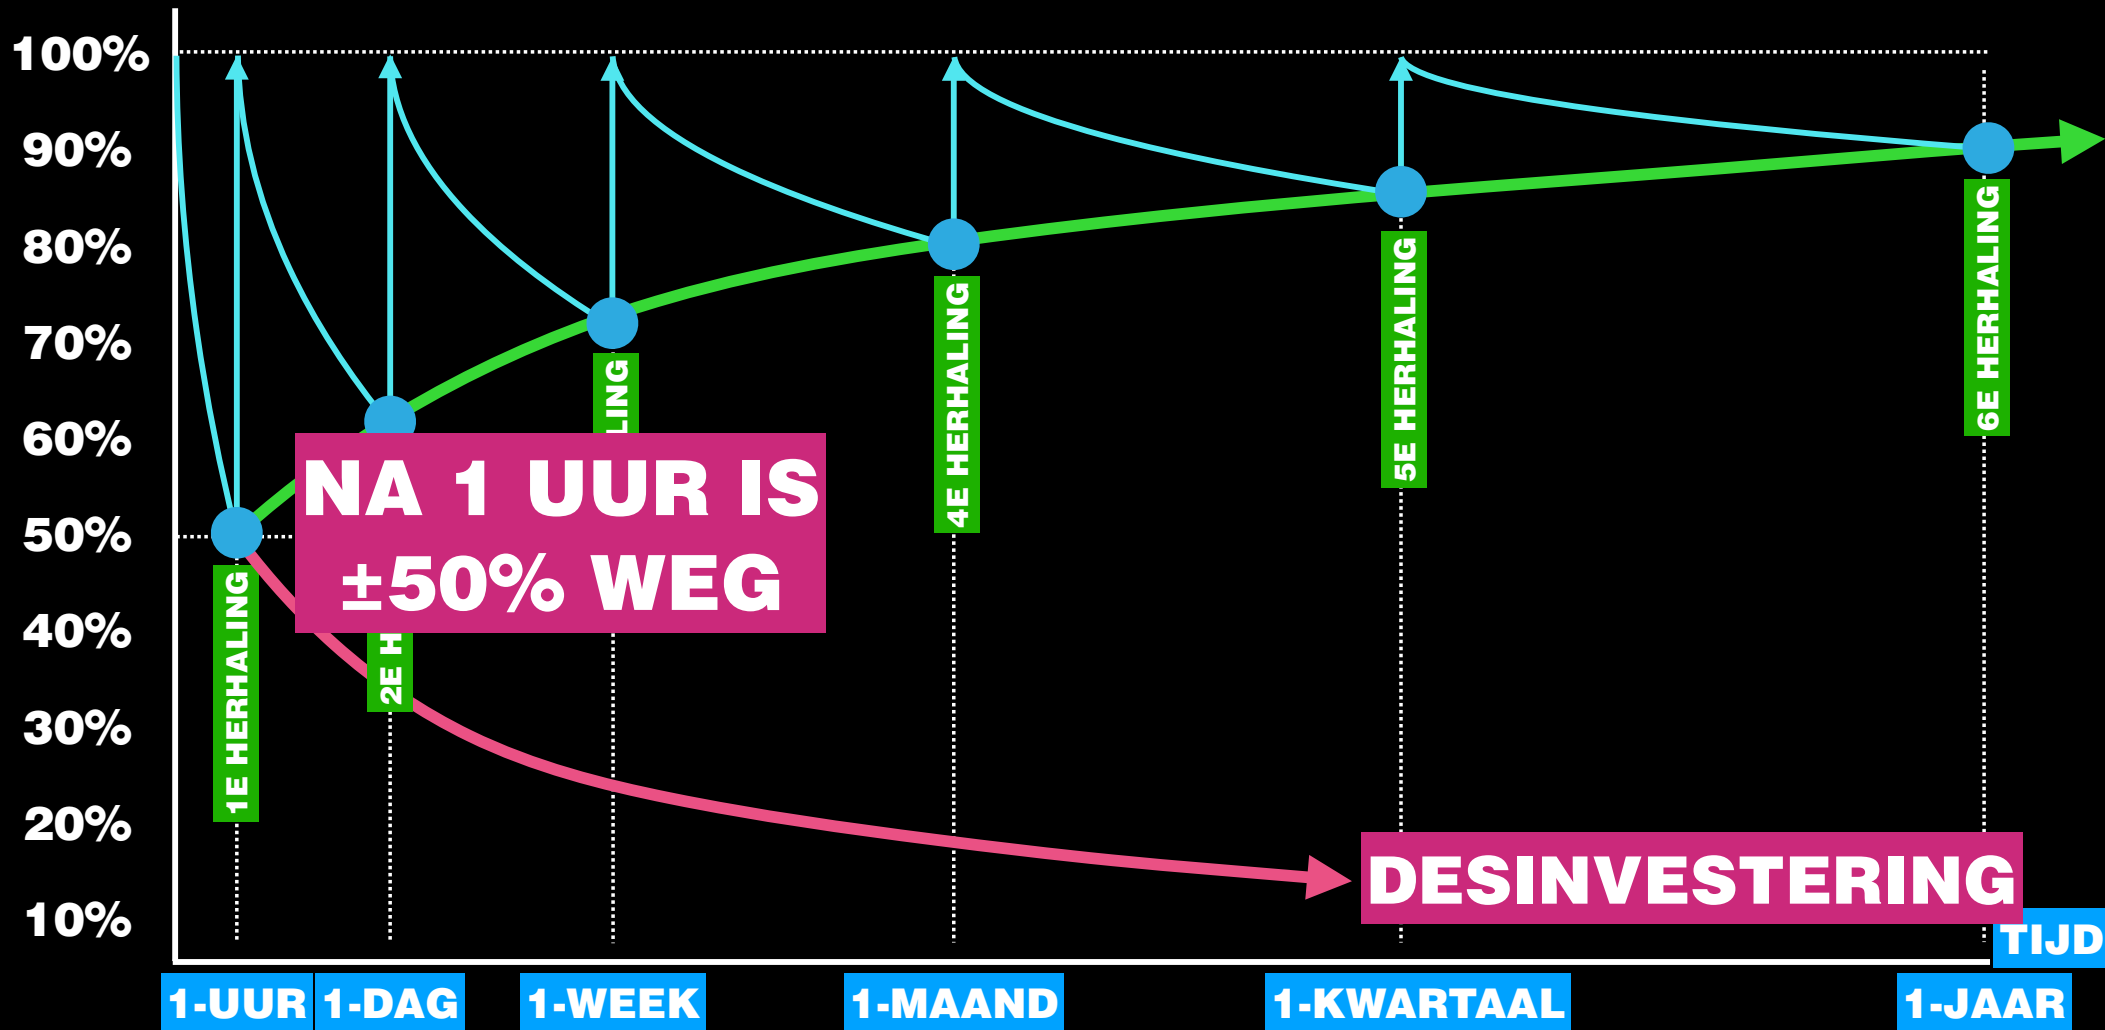 100%
90%
80%
70%
60%
50%
40%
30%
20%
10%
1E HERHALING
2E H
LING
4E HERHALING
5E HERHALING
6E HERHALING
NA 1 UUR IS
±50% WEG
DESINVESTERING
TIJD
1-UUR
1-DAG
1-WEEK
1-MAAND
1-KWARTAAL
1-JAAR